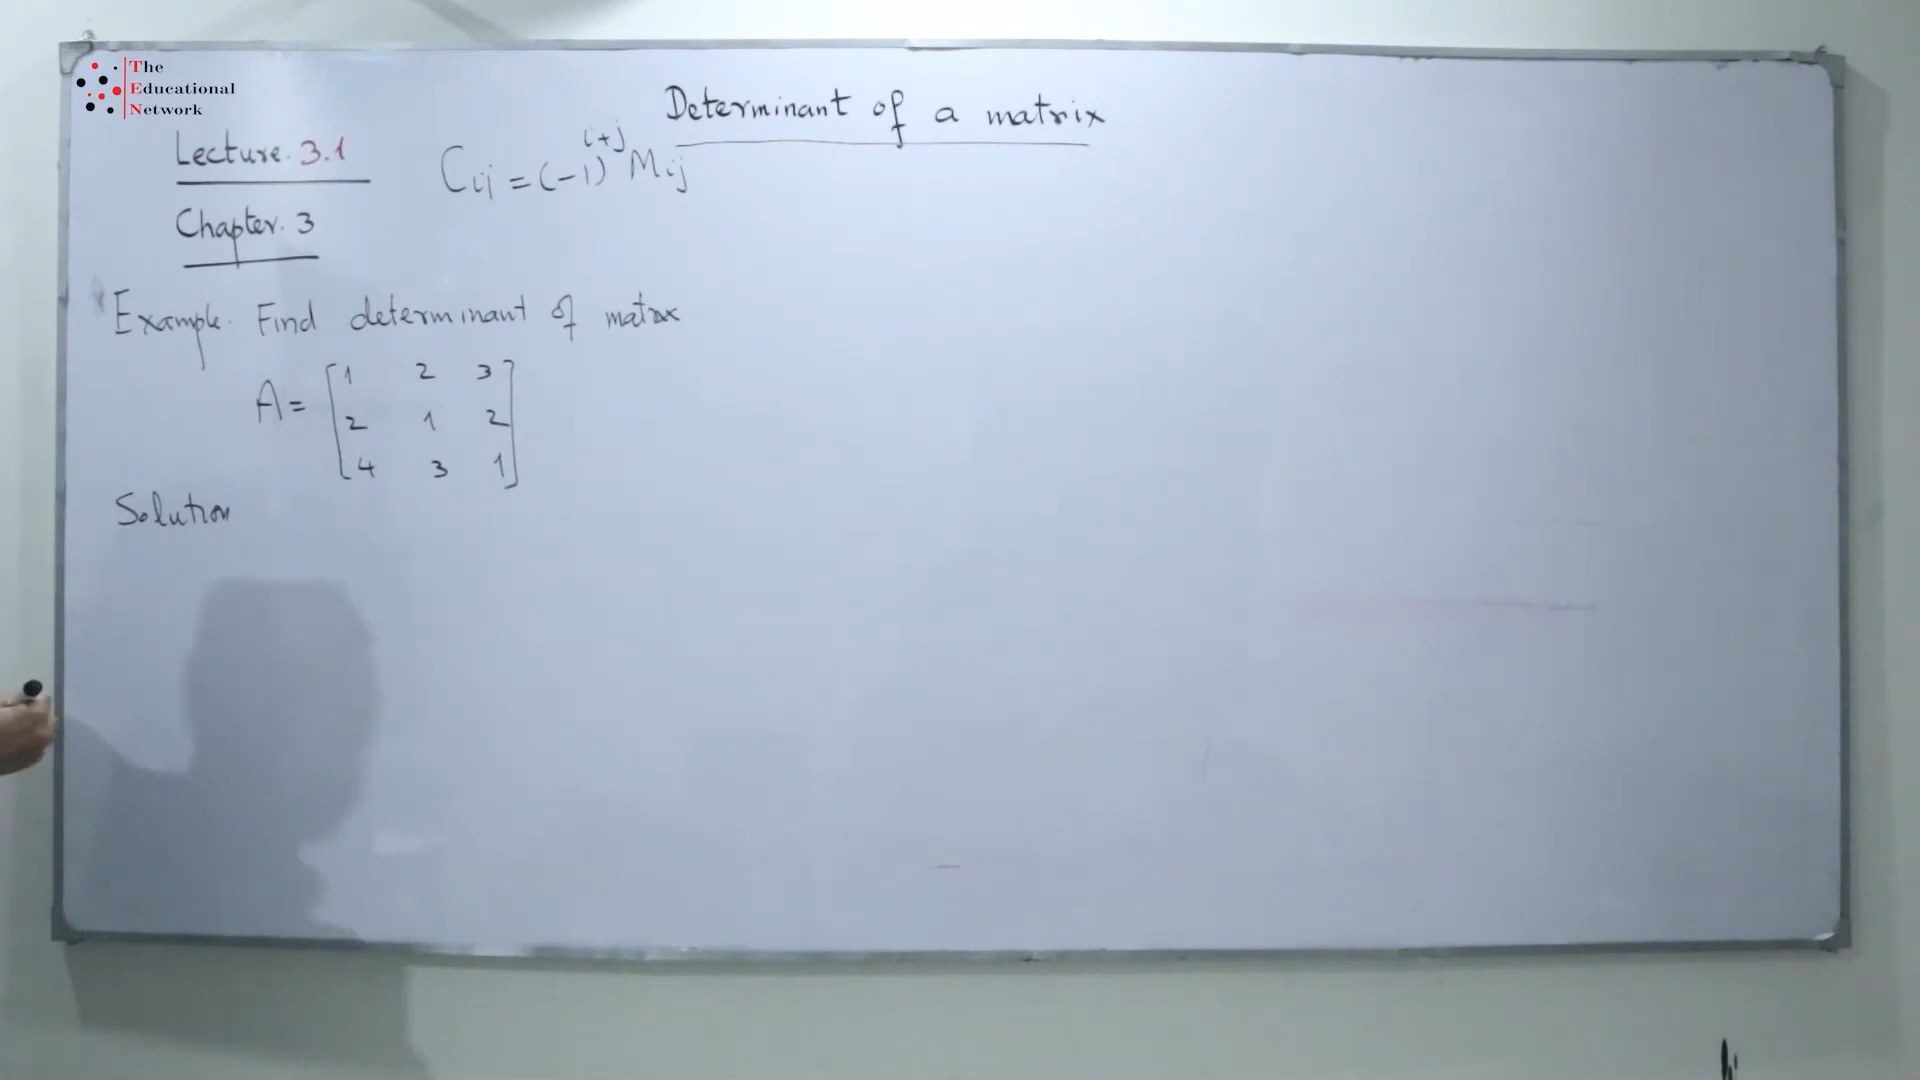 The
Educational
Network
Determinant of a matrix
Lecture. 3.1
Cij = (-1)^i+j Mij
Chapter. 3
Example. Find determinant of matrix
A = [1 2 3
2 1 2
4 3 1]
Solution